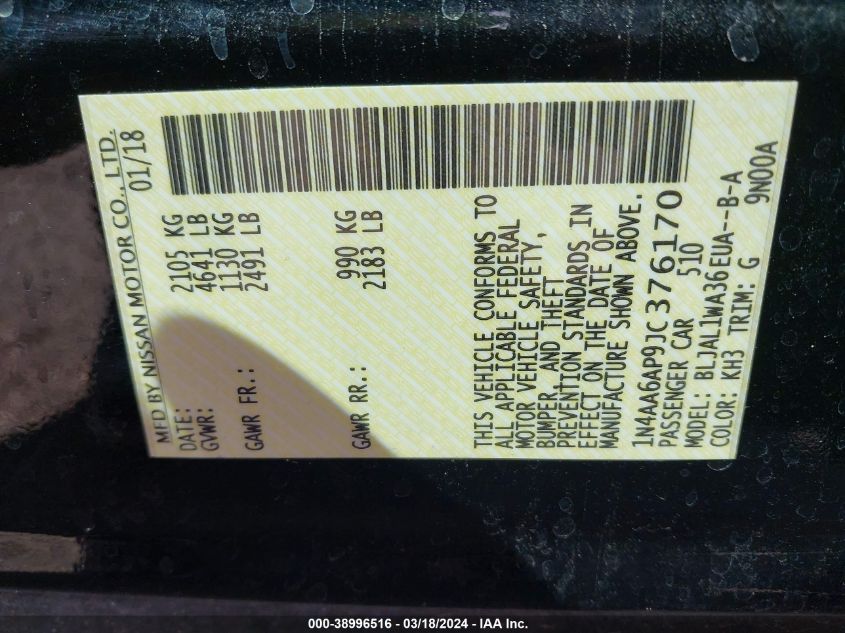 MFD BY NISSAN MOTOR CO., LTD.
DATE: 01/18
GVWR: 2105 KG
4641 LB
GAWR FR.: 1130 KG
2491 LB
GAWR RR.: 990 KG
2183 LB
THIS VEHICLE CONFORMS TO
ALL APPLICABLE FEDERAL
MOTOR VEHICLE SAFETY,
BUMPER, AND THEFT
PREVENTION STANDARDS IN
EFFECT ON THE DATE OF
MANUFACTURE SHOWN ABOVE.
1N4AA6AP9JC376170
PASSENGER CAR 510
MODEL: BLJAL1WA36EUA--B-A
COLOR: KH3 TRIM: G 9N00A
000-38996516 - 03/18/2024 - IAA Inc.